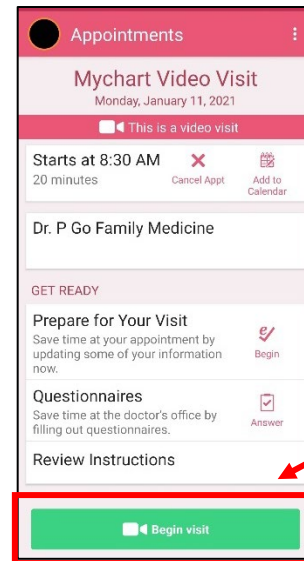 Appointments
Mychart Video Visit
Monday, January 11, 2021
This is a video visit
Starts at 8:30 AM
20 minutes
Cancel Appt
Add to
Calendar
Dr. P Go Family Medicine
GET READY
Prepare for Your Visit
Save time at your appointment by
updating some of your information
now.
Begin
Questionnaires
Save time at the doctor's office by
filling out questionnaires.
Answer
Review Instructions
Begin visit